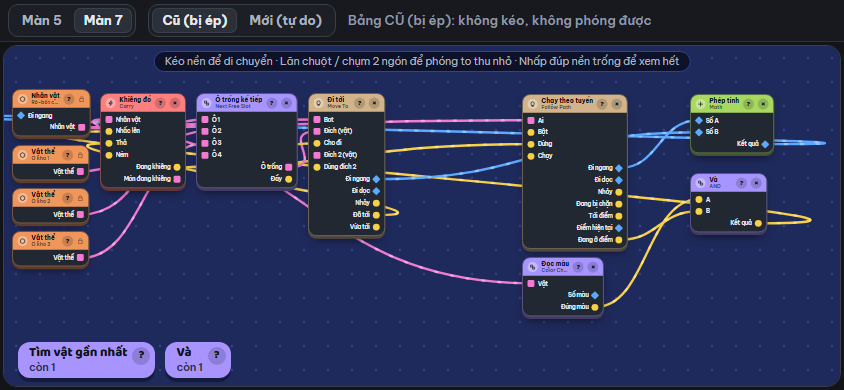 Màn 5
Màn 7
Cũ (bị ép)
Mới (tự do)
Bảng CŨ (bị ép): không kéo, không phóng được
Kéo nền để di chuyển · Lăn chuột / chụm 2 ngón để phóng to thu nhỏ · Nhấp đúp nền trống để xem hết
Nhân vật
?
Rô-bốt c...
Đi ngang
Nhân vật
Vật thể
?
Ô kho 1
Vật thể
Vật thể
?
Ô kho 2
Vật thể
Vật thể
?
Ô kho 3
Vật thể
Khiêng đồ
?
Carry
Nhân vật
Nhấc lên
Thả
Ném
Đang khiêng
Món đang khiêng
Ô trống kế tiếp
?
Next Free Slot
Ô 1
Ô 2
Ô 3
Ô 4
Ô trống
Đầy
Đi tới
?
Move To
Bot
Đích (vật)
Cho đi
Đích 2 (vật)
Dùng đích 2
Đi ngang
Đi dọc
Nhảy
Đã tới
Vừa tới
Chạy theo tuyến
?
Follow Path
Ai
Bật
Dừng
Chạy
Đi ngang
Đi dọc
Nhảy
Đang bị chặn
Tới điểm
Điểm hiện tại
Đang ở điểm
Đọc màu
?
Color Ch...
Vật
Số màu
Đúng màu
Phép tính
?
Math
Số A
Số B
Kết quả
Và
?
AND
A
B
Kết quả
Tìm vật gần nhất
?
còn 1
Và
?
còn 1